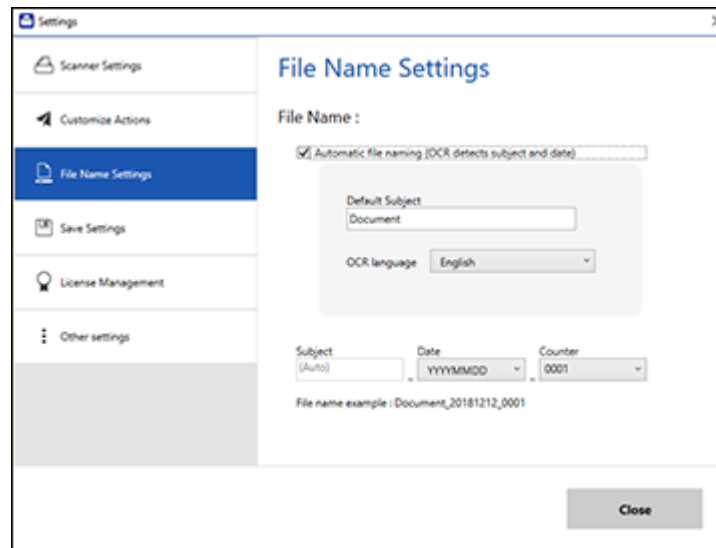 Settings
Scanner Settings
Customize Actions
File Name Settings
Save Settings
License Management
Other settings
File Name Settings
File Name :
Automatic file naming (OCR detects subject and date)
Default Subject
Document
OCR language English
Subject Date Counter
(Auto) _ YYYYMMDD _ 0001
File name example : Document_20181212_0001
Close